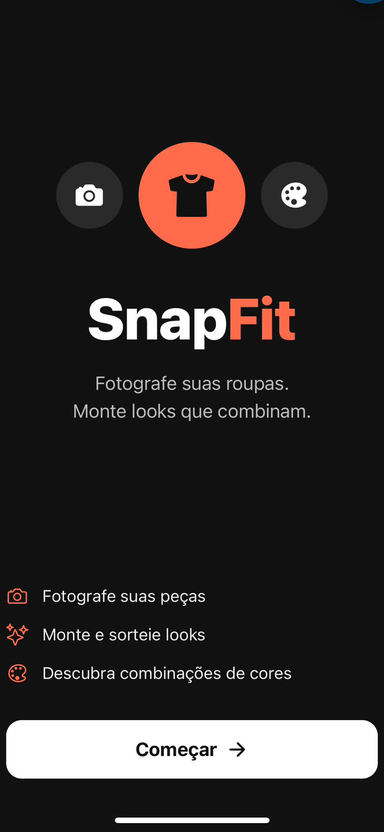 SnapFit
Fotografe suas roupas.
Monte looks que combinam.
Fotografe suas peças
Monte e sorteie looks
Descubra combinações de cores
Começar →